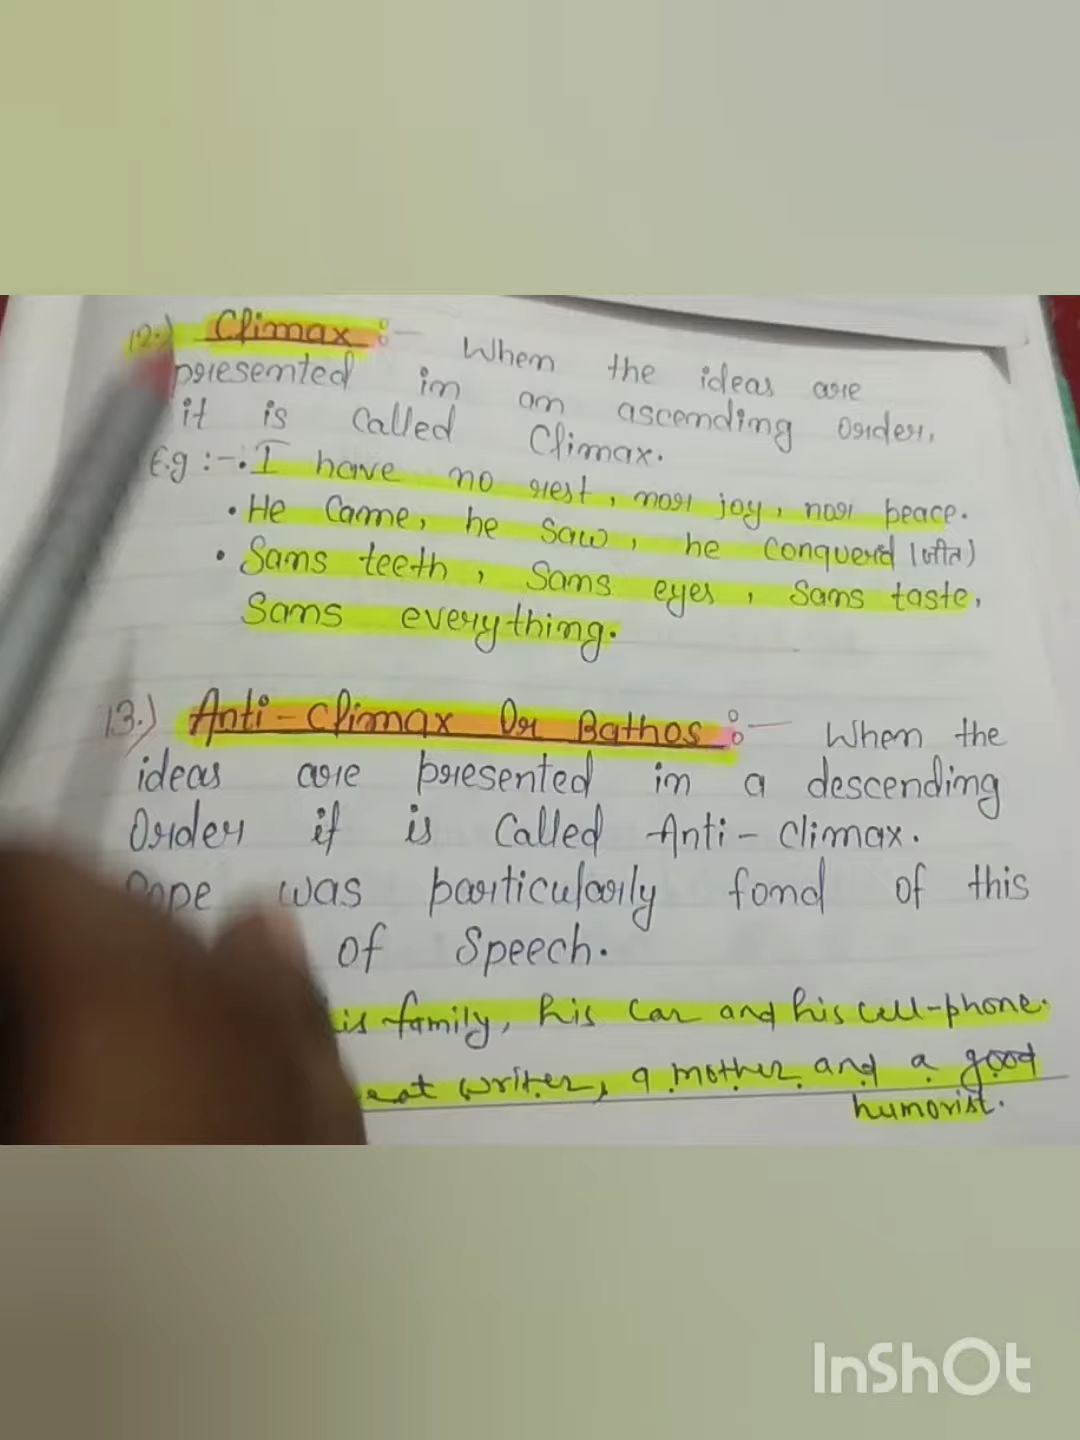 12.) Climax :- When the ideas are
presented in an ascending order,
it is called Climax.
E.g :- . I have no rest, nor joy, nor peace.
• He Came, he saw, he conquerd (जीत)
• Sans teeth, Sans eyes, Sans taste,
Sans everything.
13.) Anti-Climax Or Bathos :- When the
ideas are presented in a descending
Order it is Called Anti-Climax.
Pope was particularly fond of this
of Speech.
family, his car and his cell-phone.
writer, a mother and a good
humorist.
InShOt